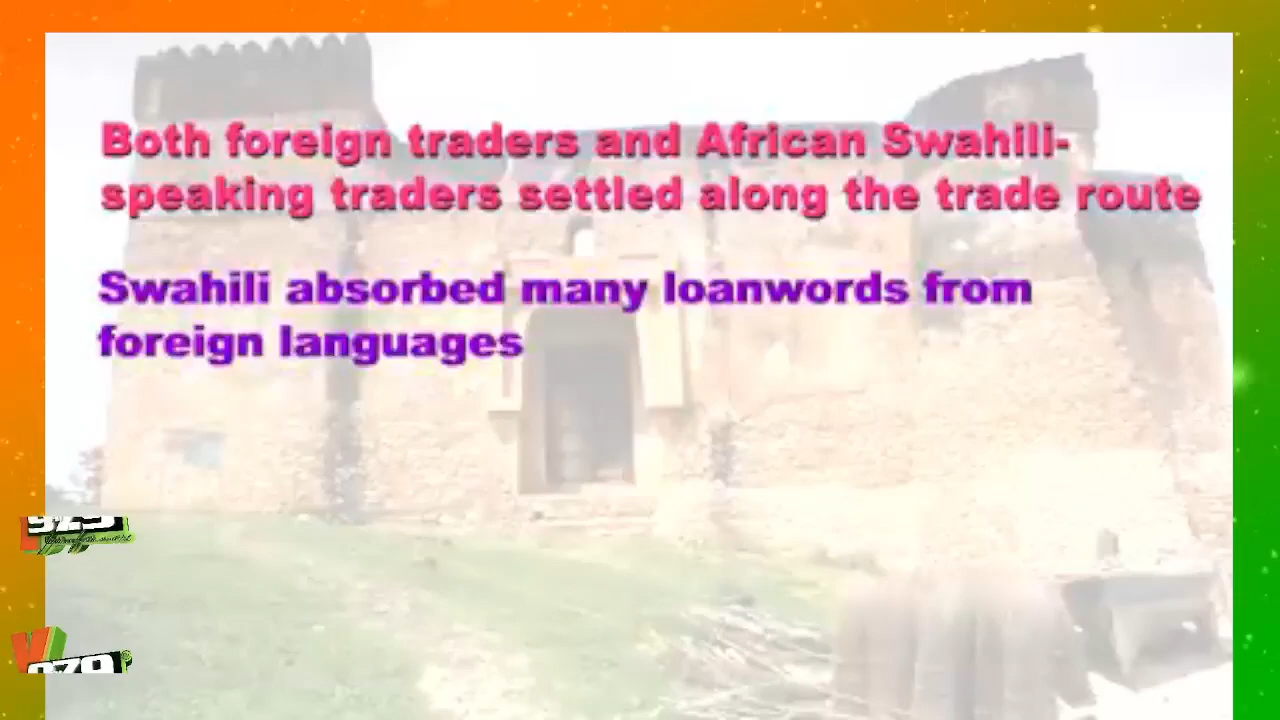 Both foreign traders and African Swahili-
speaking traders settled along the trade route
Swahili absorbed many loanwords from
foreign languages